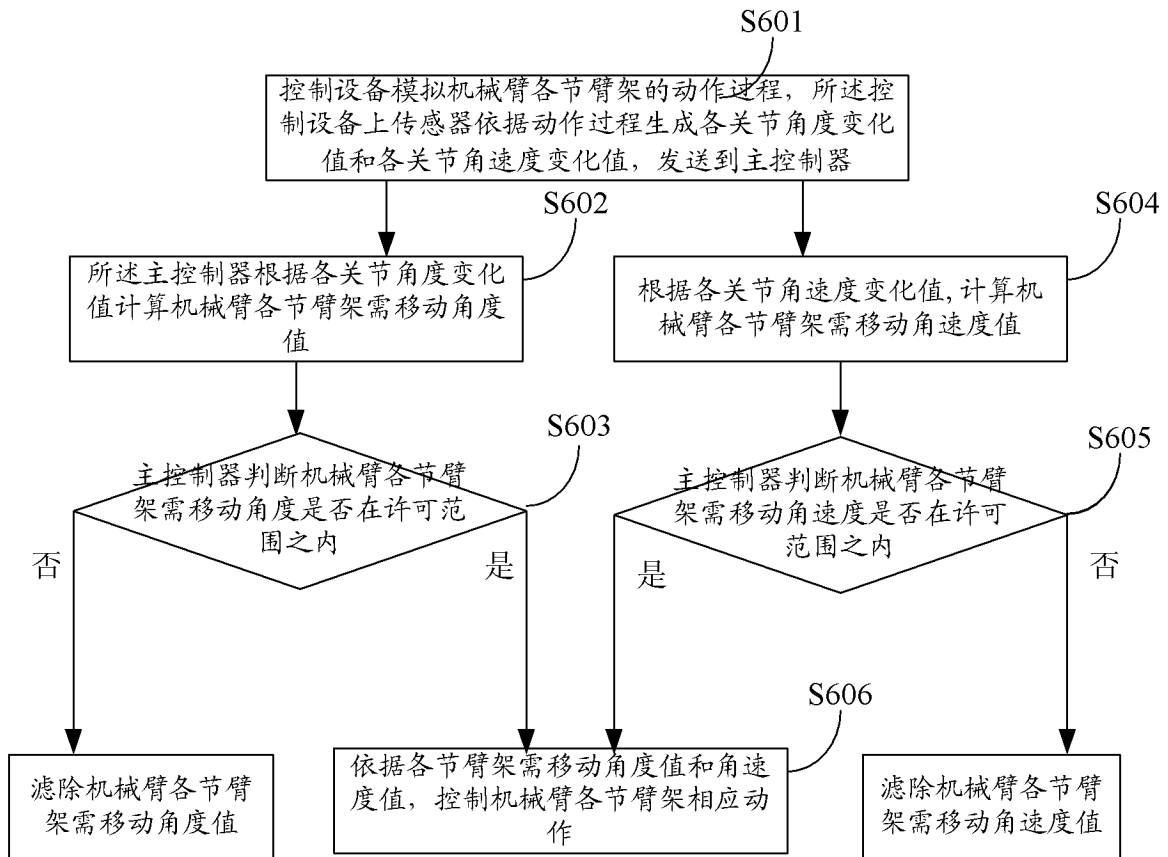 S601
控制设备模拟机械臂各节臂架的动作过程，所述控
制设备上传感器依据动作过程生成各关节角度变化
值和各关节角速度变化值，发送到主控制器
S602
S604
所述主控制器根据各关节角度变化
值计算机械臂各节臂架需移动角度
值
根据各关节角速度变化值,计算机
械臂各节臂架需移动角速度值
S603
S605
主控制器判断机械臂各节臂
架需移动角度是否在许可范
围之内
主控制器判断机械臂各节臂
架需移动角速度是否在许可
范围之内
否
是
是
否
S606
滤除机械臂各节臂
架需移动角度值
依据各节臂架需移动角度值和角速
度值，控制机械臂各节臂架相应动
作
滤除机械臂各节臂
架需移动角速度值